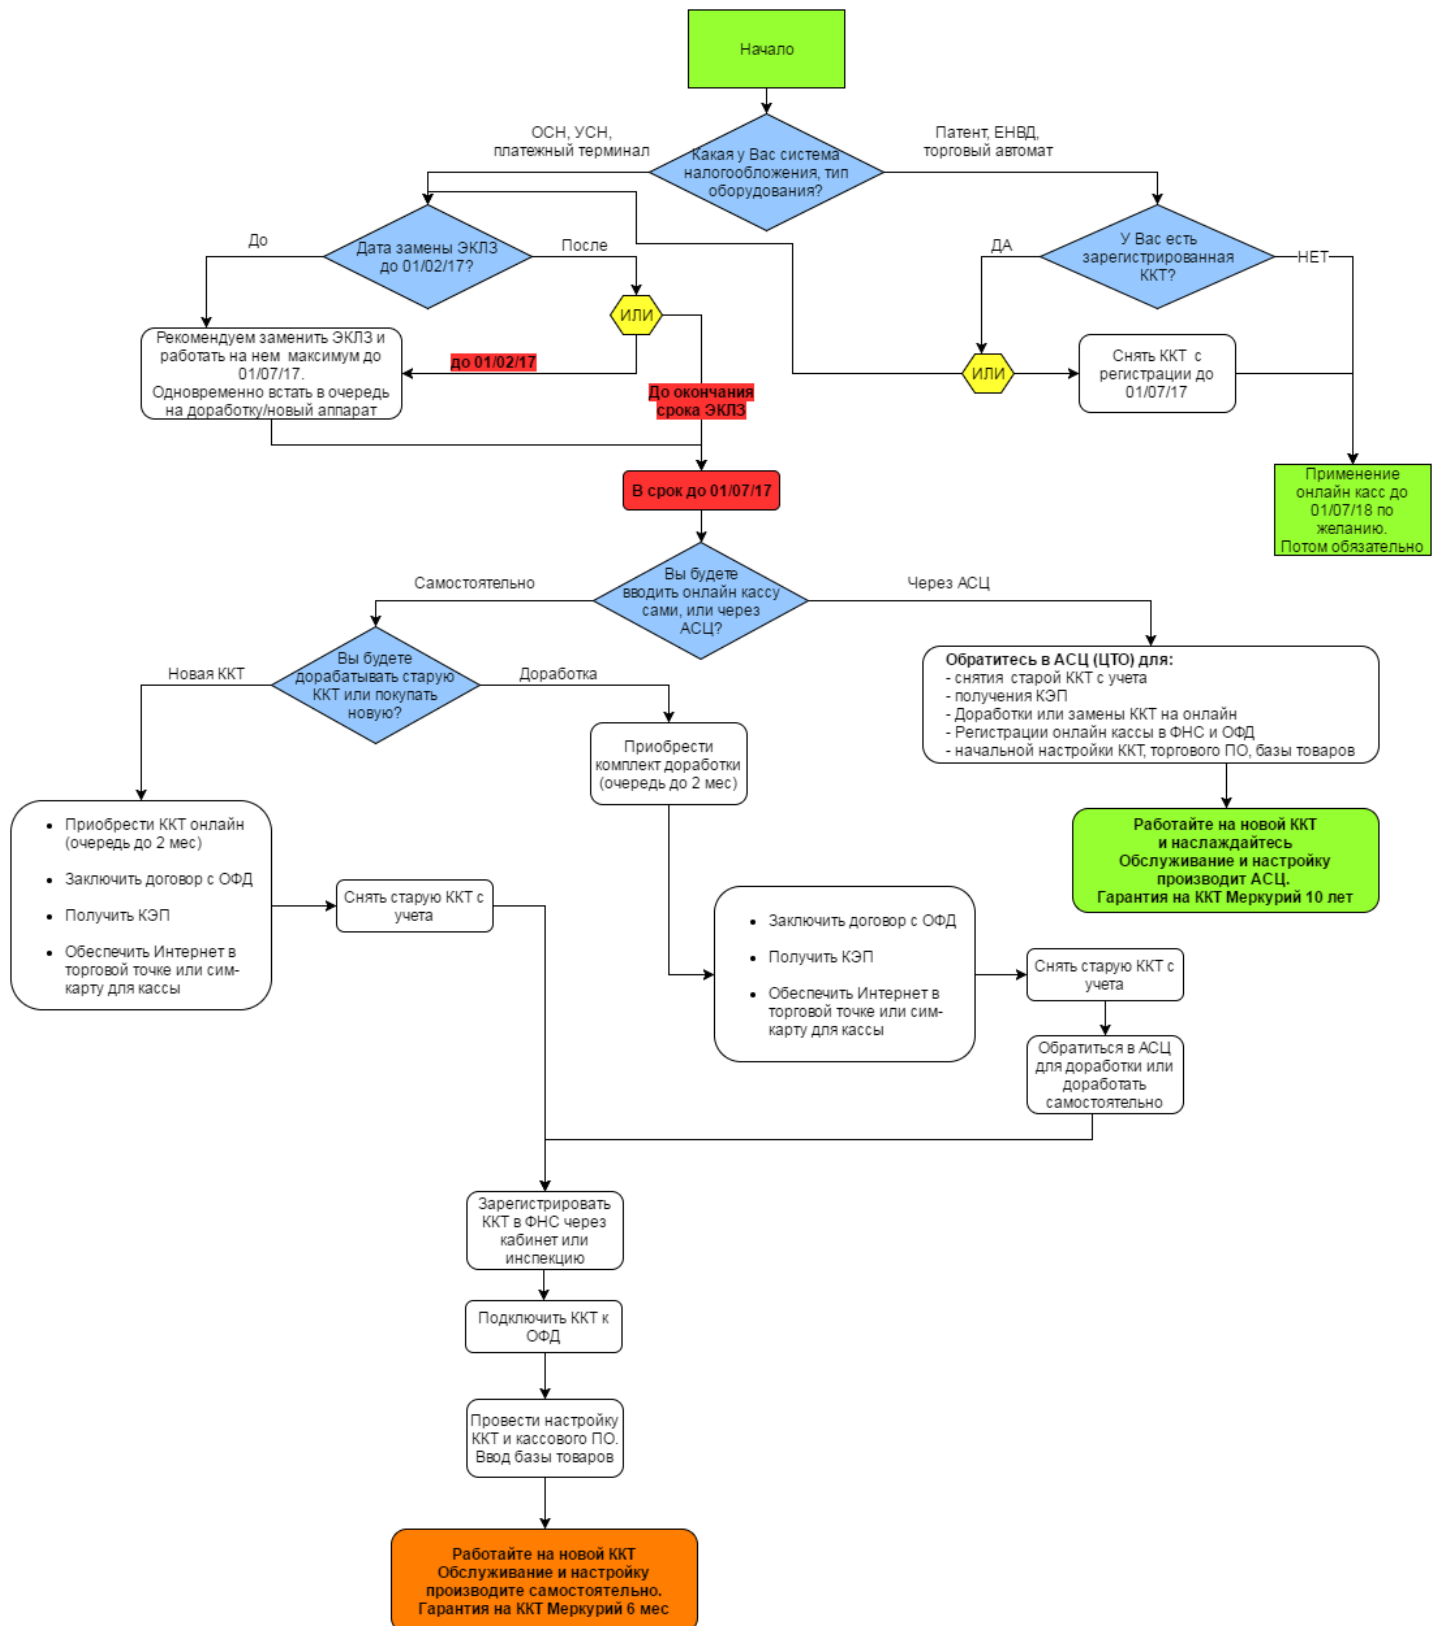 Начало
ОСН, УСН,
платежный терминал
Патент, ЕНВД,
торговый автомат
Какая у Вас система
налогообложения, тип
оборудования?
До
Дата замены ЭКЛЗ
до 01/02/17?
После
ДА
У Вас есть
зарегистрированная
ККТ?
НЕТ
ИЛИ
Рекомендуем заменить ЭКЛЗ и
работать на нем максимум до
01/07/17.
Одновременно встать в очередь
на доработку/новый аппарат
до 01/02/17
До окончания
срока ЭКЛЗ
ИЛИ
Снять ККТ с
регистрации до
01/07/17
В срок до 01/07/17
Применение
онлайн касс до
01/07/18 по
желанию.
Потом обязательно
Самостоятельно
Вы будете
вводить онлайн кассу
сами, или через
АСЦ?
Через АСЦ
Новая ККТ
Вы будете
дорабатывать старую
ККТ или покупать
новую?
Доработка
Обратитесь в АСЦ (ЦТО) для:
- снятия старой ККТ с учета
- получения КЭП
- Доработки или замены ККТ на онлайн
- Регистрации онлайн кассы в ФНС и ОФД
- начальной настройки ККТ, торгового ПО, базы товаров
Приобрести
комплект доработки
(очередь до 2 мес)
• Приобрести ККТ онлайн
(очередь до 2 мес)
• Заключить договор с ОФД
• Получить КЭП
• Обеспечить Интернет в
торговой точке или сим-
карту для кассы
Снять старую ККТ с
учета
Работайте на новой ККТ
и наслаждайтесь
Обслуживание и настройку
производит АСЦ.
Гарантия на ККТ Меркурий 10 лет
• Заключить договор с ОФД
• Получить КЭП
• Обеспечить Интернет в
торговой точке или сим-
карту для кассы
Снять старую ККТ с
учета
Обратиться в АСЦ
для доработки или
доработать
самостоятельно
Зарегистрировать
ККТ в ФНС через
кабинет или
инспекцию
Подключить ККТ к
ОФД
Провести настройку
ККТ и кассового ПО.
Ввод базы товаров
Работайте на новой ККТ
Обслуживание и настройку
производите самостоятельно.
Гарантия на ККТ Меркурий 6 мес